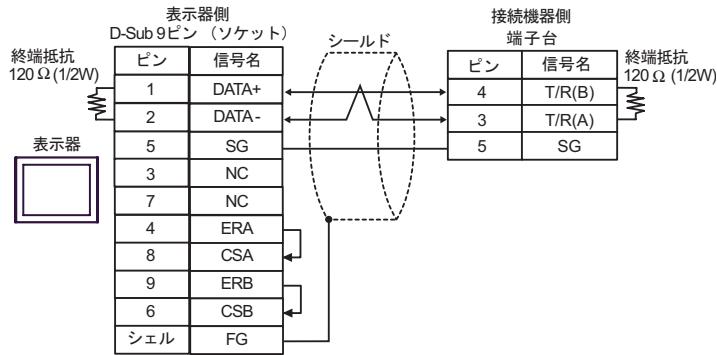 表示器側
D-Sub 9ピン （ソケット）
シールド
接続機器側
端子台
終端抵抗
120 Ω (1/2W)
ピン 信号名
1 DATA+
2 DATA-
5 SG
3 NC
7 NC
4 ERA
8 CSA
9 ERB
6 CSB
シェル FG
表示器
ピン 信号名
4 T/R(B)
3 T/R(A)
5 SG
終端抵抗
120 Ω (1/2W)